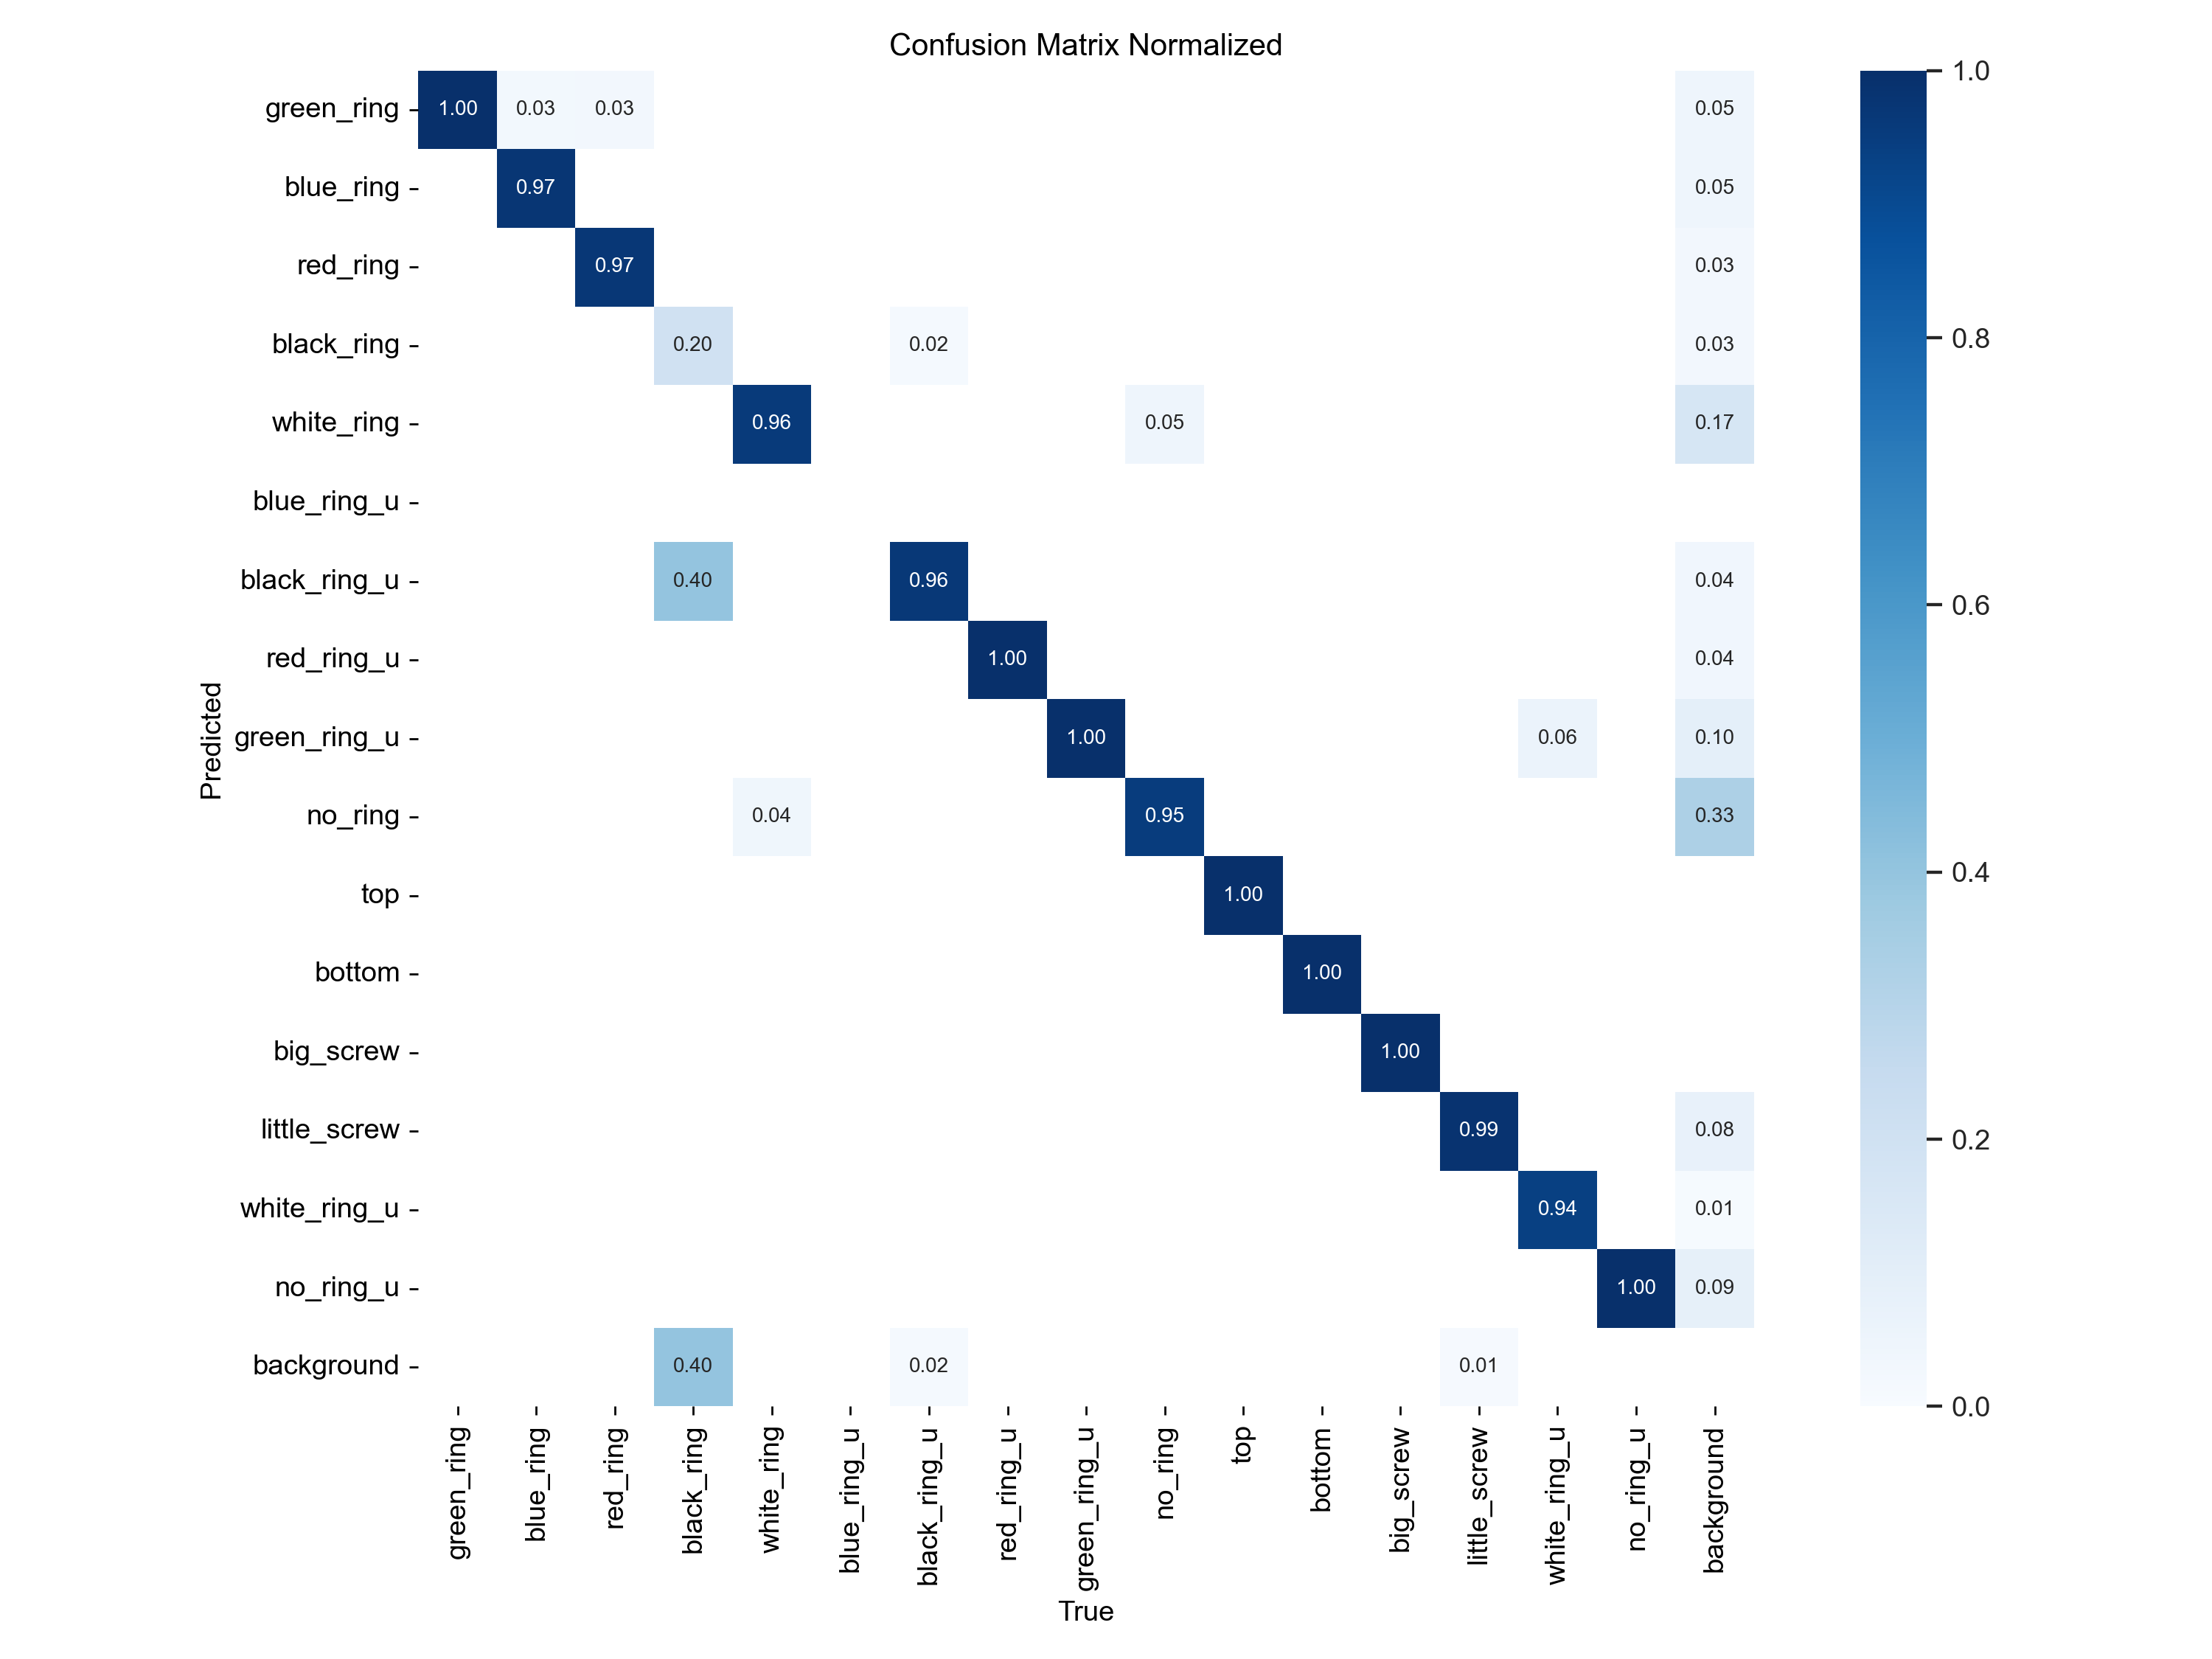 Confusion Matrix Normalized
green_ring 1.00 0.03 0.03 0.05
blue_ring 0.97 0.05
red_ring 0.97 0.03
black_ring 0.20 0.02 0.03
white_ring 0.96 0.05 0.17
blue_ring_u
black_ring_u 0.40 0.96 0.04
red_ring_u 1.00 0.04
green_ring_u 1.00 0.06 0.10
no_ring 0.04 0.95 0.33
top 1.00
bottom 1.00
big_screw 1.00
little_screw 0.99 0.08
white_ring_u 0.94 0.01
no_ring_u 1.00 0.09
background 0.40 0.02 0.01
Predicted
green_ring
blue_ring
red_ring
black_ring
white_ring
blue_ring_u
black_ring_u
red_ring_u
green_ring_u
no_ring
top
bottom
big_screw
little_screw
white_ring_u
no_ring_u
background
True
1.0
0.8
0.6
0.4
0.2
0.0